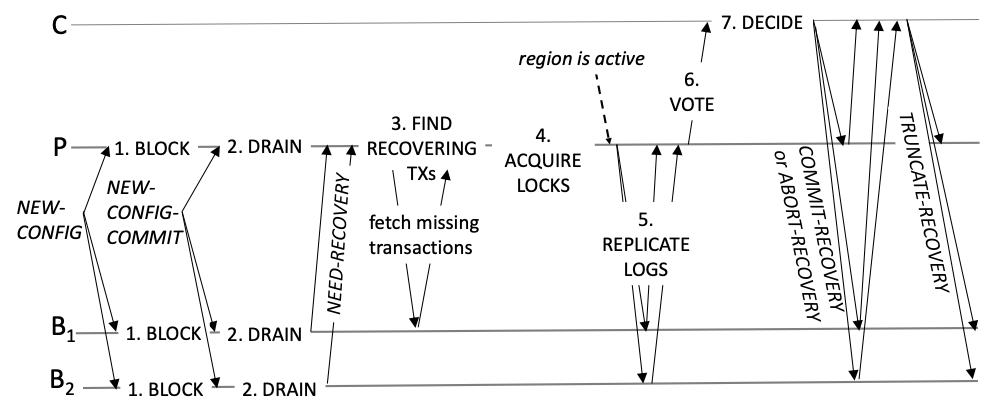 C
7. DECIDE
region is active
6.
VOTE
P
1. BLOCK
2. DRAIN
3. FIND
RECOVERING
TXs
4.
ACQUIRE
LOCKS
NEW-
CONFIG
NEW-
CONFIG-
COMMIT
NEED-RECOVERY
fetch missing
transactions
5.
REPLICATE
LOGS
COMMIT-RECOVERY
or ABORT-RECOVERY
TRUNCATE-RECOVERY
B1
1. BLOCK
2. DRAIN
B2
1. BLOCK
2. DRAIN